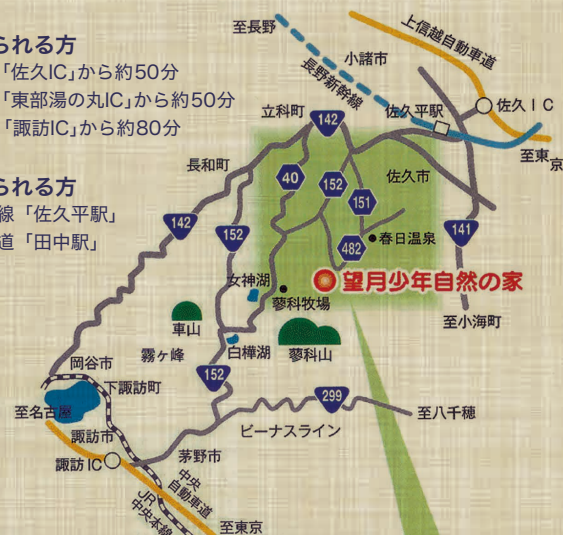 られる方
「佐久IC」から約50分
「東部湯の丸IC」から約50分
「諏訪IC」から約80分
られる方
線「佐久平駅」
道「田中駅」
至長野
上信越自動車道
小諸市
長野新幹線
佐久平駅
佐久IC
至東京
立科町
142
長和町
40
152
151
佐久市
142
152
482
春日温泉
141
女神湖
望月少年自然の家
蓼科牧場
至小海町
車山
霧ヶ峰
白樺湖
蓼科山
岡谷市
下諏訪町
152
299
至八千穂
至名古屋
ビーナスライン
諏訪市
諏訪IC
茅野市
中央
自動車道
JR
中央本線
至東京